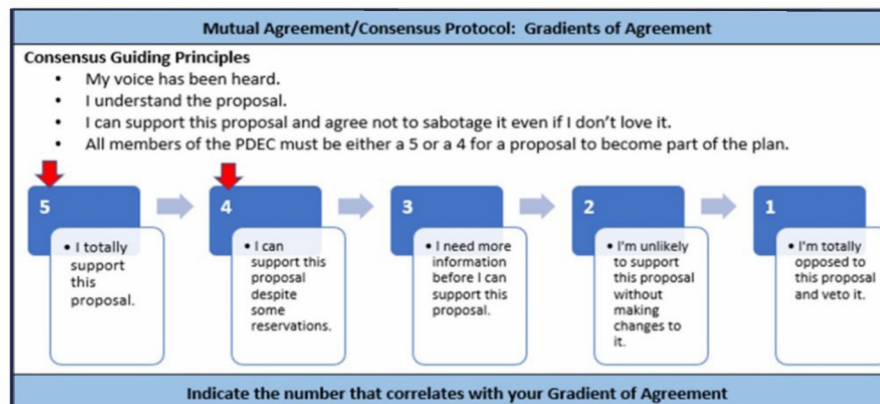 Mutual Agreement/Consensus Protocol: Gradients of Agreement
Consensus Guiding Principles
• My voice has been heard.
• I understand the proposal.
• I can support this proposal and agree not to sabotage it even if I don't love it.
• All members of the PDEC must be either a 5 or a 4 for a proposal to become part of the plan.
5
• I totally
support
this
proposal.
4
• I can
support this
proposal
despite
some
reservations.
3
• I need more
information
before I can
support this
proposal.
2
• I'm unlikely
to support
this proposal
without
making
changes to
it.
1
• I'm totally
opposed to
this proposal
and veto it.
Indicate the number that correlates with your Gradient of Agreement